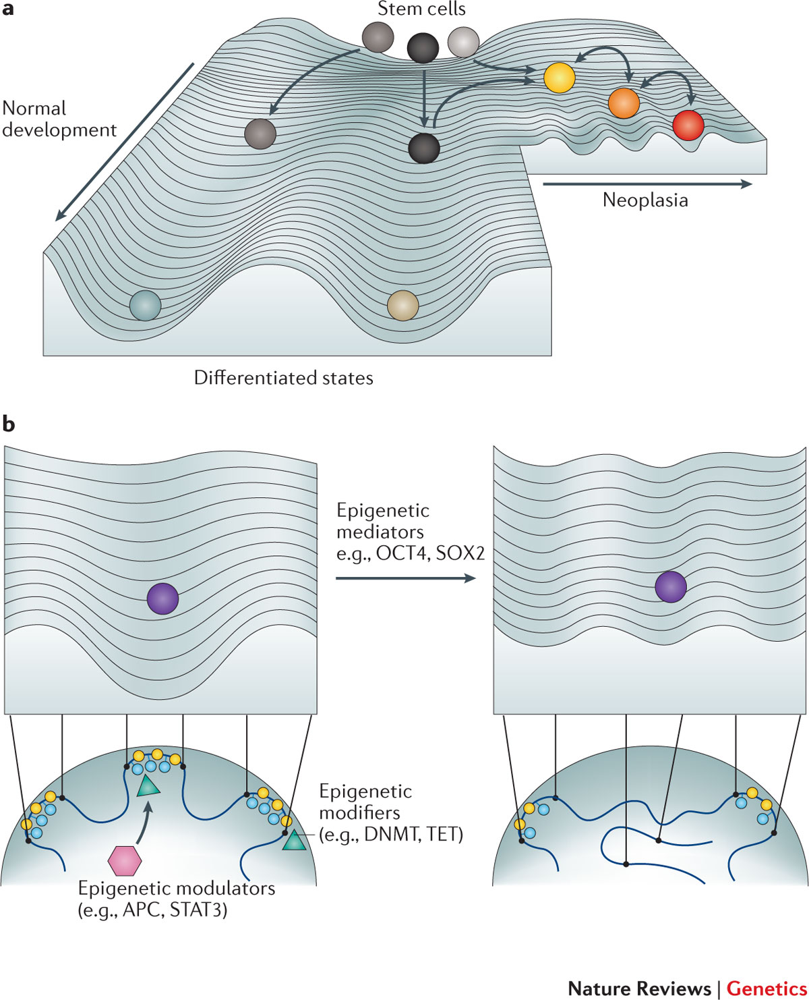 a
Stem cells
Normal
development
Neoplasia
Differentiated states
b
Epigenetic
mediators
e.g., OCT4, SOX2
Epigenetic
modifiers
(e.g., DNMT, TET)
Epigenetic modulators
(e.g., APC, STAT3)
Nature Reviews | Genetics